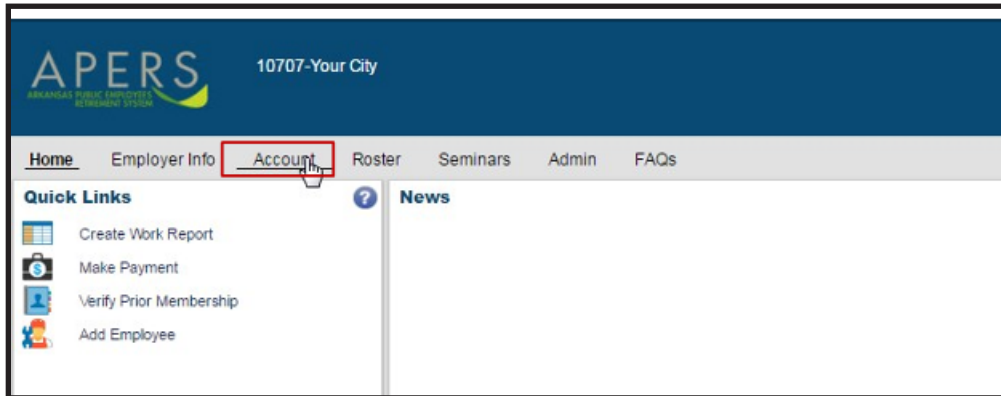 APERS
ARKANSAS PUBLIC EMPLOYEES
RETIREMENT SYSTEM
10707-Your City
Home Employer Info Account Roster Seminars Admin FAQs
Quick Links ?
News
Create Work Report
Make Payment
Verify Prior Membership
Add Employee